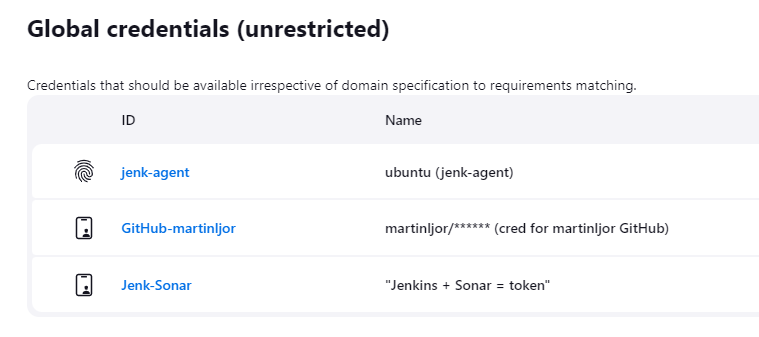 Global credentials (unrestricted)
Credentials that should be available irrespective of domain specification to requirements matching.
ID Name
jenk-agent ubuntu (jenk-agent)
GitHub-martinljor martinljor/****** (cred for martinljor GitHub)
Jenk-Sonar "Jenkins + Sonar = token"